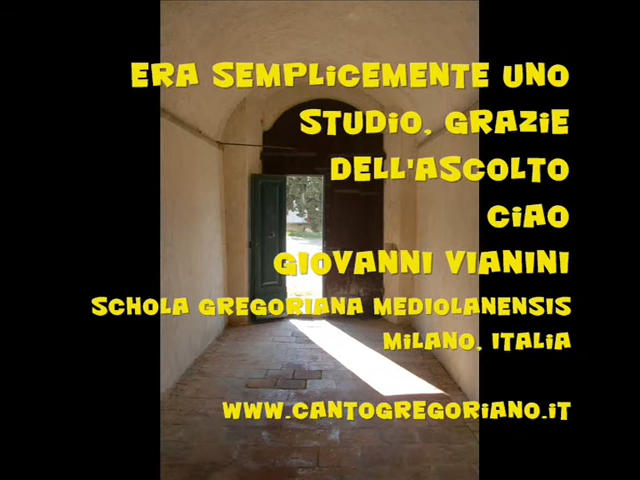 ERA SEMPLiCEMENTE UNO
STUDiO, GRAZiE
DELL'ASCOLTO
CiAO
GIOVANNI VIANINI
SCHOLA GREGORIANA MEDIOLANENSIS
MiLANO, ITALiA
WWW.CANTOGREGORiANO.iT